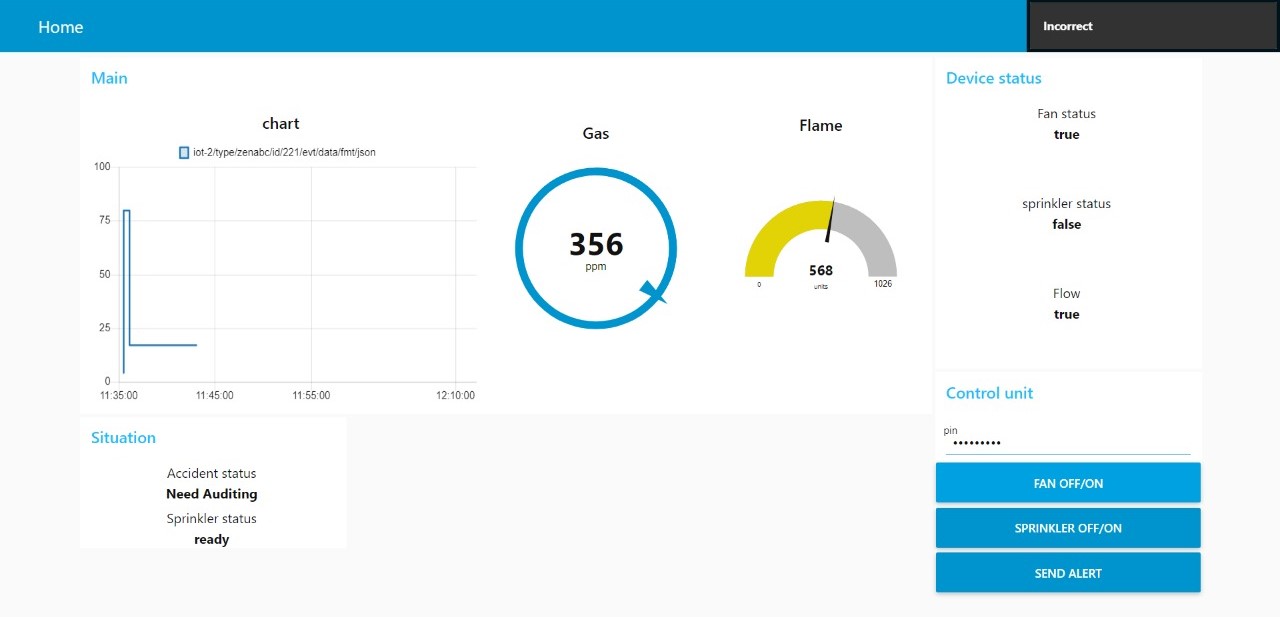 Home
Incorrect
Main
chart
iot-2/type/zenabc/id/221/evt/data/fmt/json
100
75
50
25
0
11:35:00 11:45:00 11:55:00 12:10:00
Gas
356
ppm
Flame
568
units
0
1026
Device status
Fan status
true
sprinkler status
false
Flow
true
Situation
Accident status
Need Auditing
Sprinkler status
ready
Control unit
pin
•••••••••
FAN OFF/ON
SPRINKLER OFF/ON
SEND ALERT